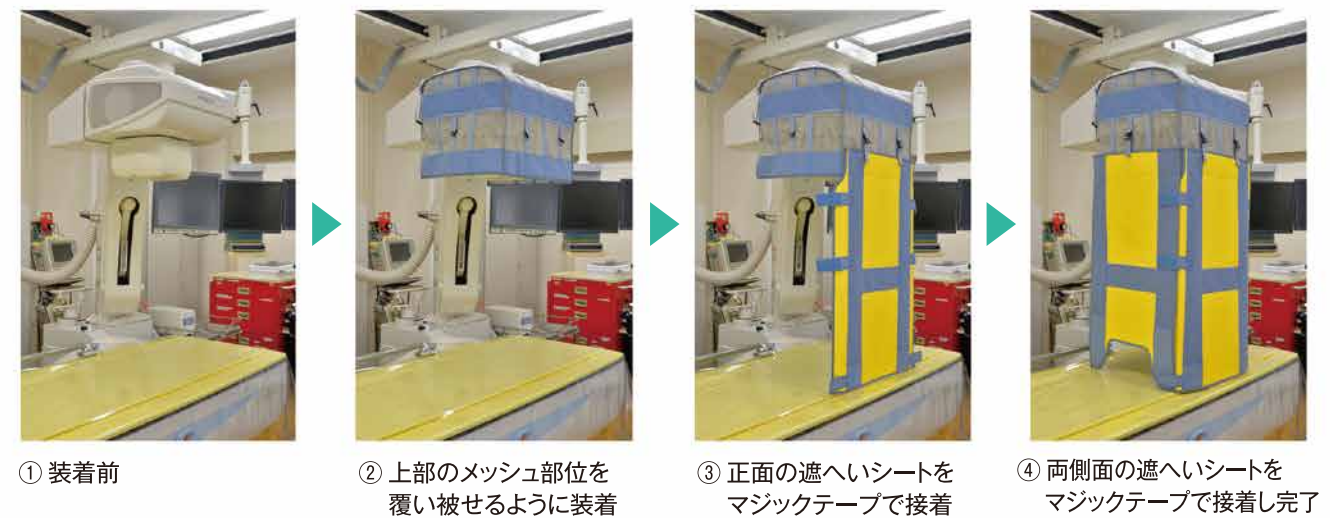 ① 装着前
② 上部のメッシュ部位を
覆い被せるように装着
③ 正面の遮へいシートを
マジックテープで接着
④ 両側面の遮へいシートを
マジックテープで接着し完了